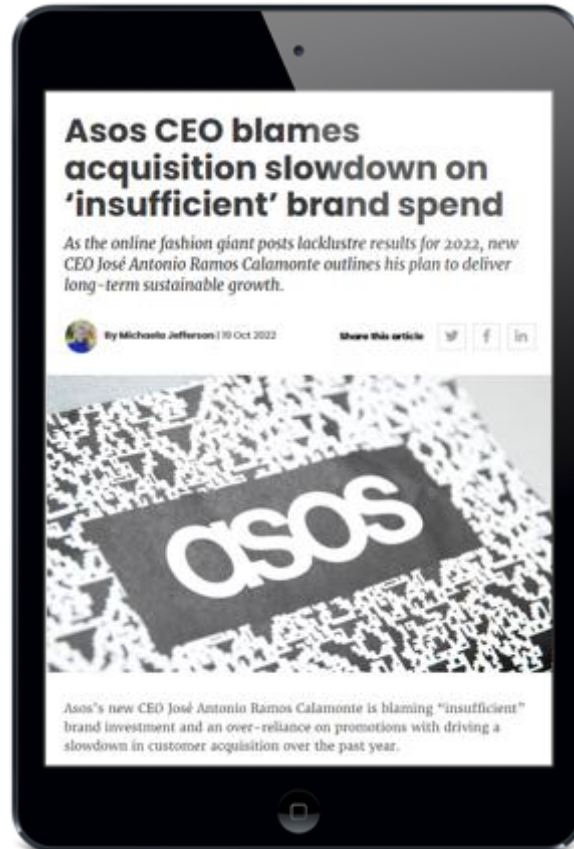 Asos CEO blames
acquisition slowdown on
‘insufficient’ brand spend
As the online fashion giant posts lacklustre results for 2022, new
CEO José Antonio Ramos Calamonte outlines his plan to deliver
long-term sustainable growth.
By Michaela Jefferson | 19 Oct 2022
Share this article
asos
Asos’s new CEO José Antonio Ramos Calamonte is blaming “insufficient”
brand investment and an over-reliance on promotions with driving a
slowdown in customer acquisition over the past year.